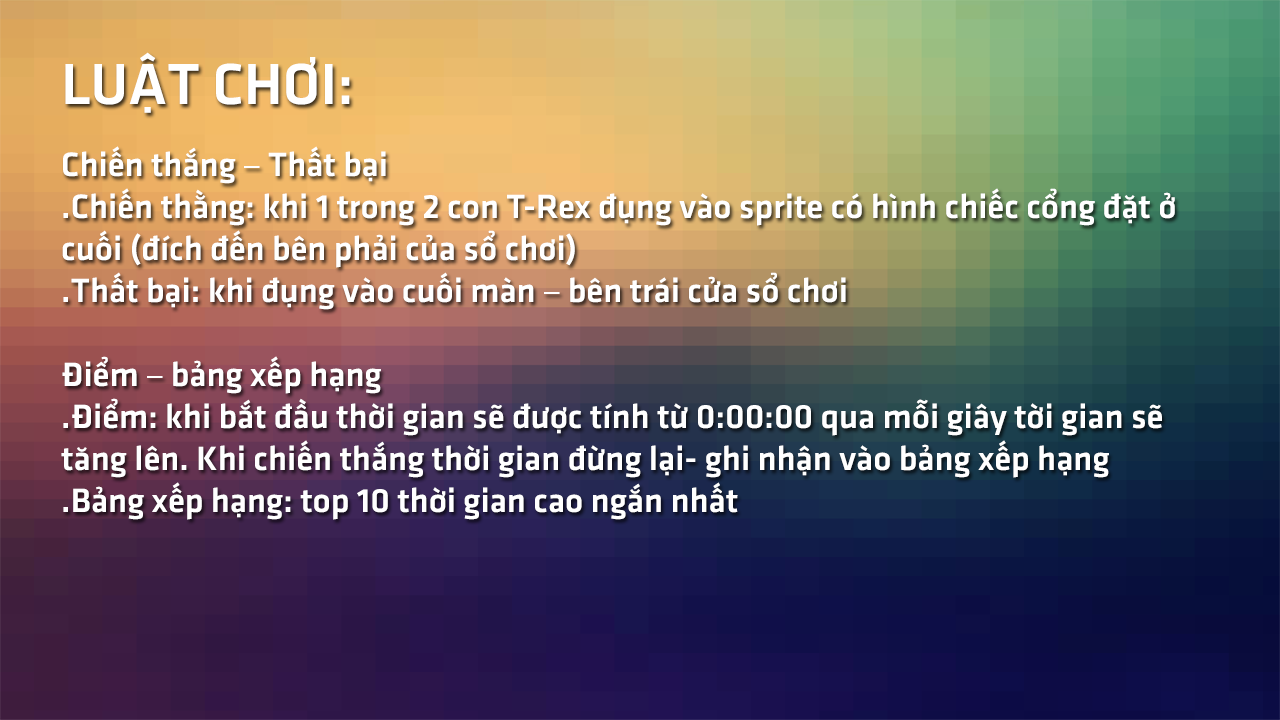 LUẬT CHƠI:
Chiến thắng – Thất bại
.Chiến thằng: khi 1 trong 2 con T-Rex đụng vào sprite có hình chiếc cổng đặt ở
cuối (đích đến bên phải của sổ chơi)
.Thất bại: khi đụng vào cuối màn – bên trái cửa sổ chơi
Điểm – bảng xếp hạng
.Điểm: khi bắt đầu thời gian sẽ được tính từ 0:00:00 qua mỗi giây tời gian sẽ
tăng lên. Khi chiến thắng thời gian đừng lại- ghi nhận vào bảng xếp hạng
.Bảng xếp hạng: top 10 thời gian cao ngắn nhất